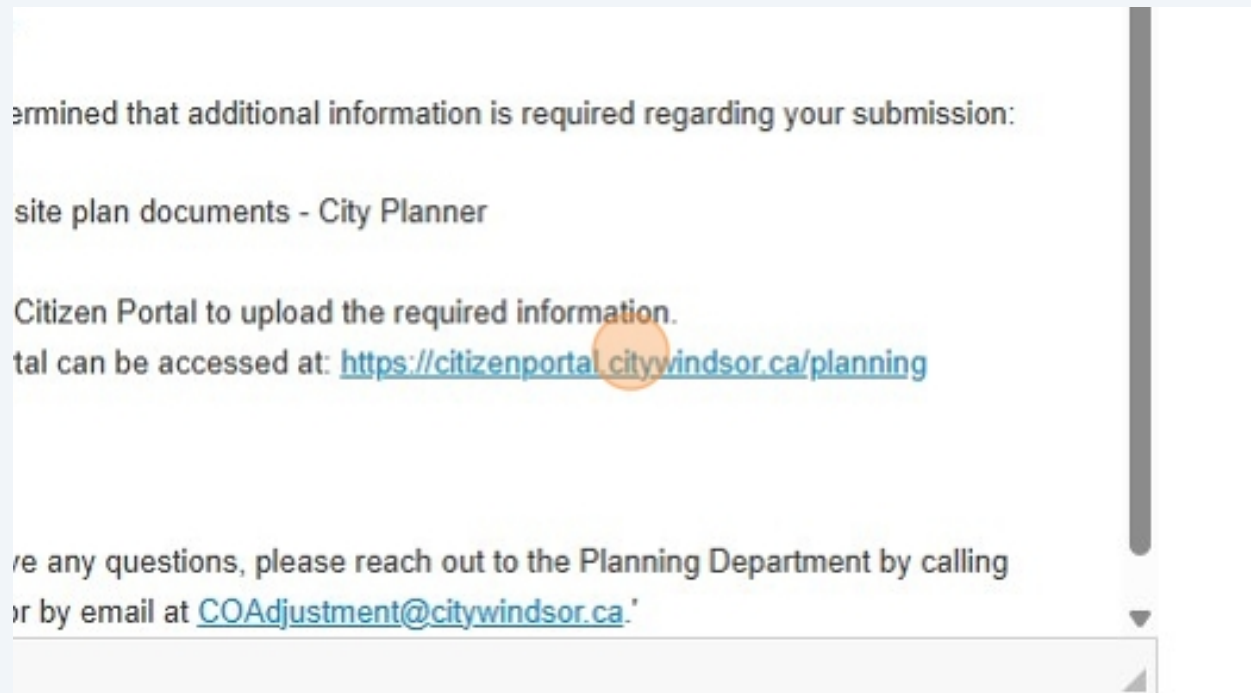 ermined that additional information is required regarding your submission:
site plan documents - City Planner
Citizen Portal to upload the required information.
tal can be accessed at: https://citizenportal.citywindsor.ca/planning
ve any questions, please reach out to the Planning Department by calling
or by email at COAdjustment@citywindsor.ca.'